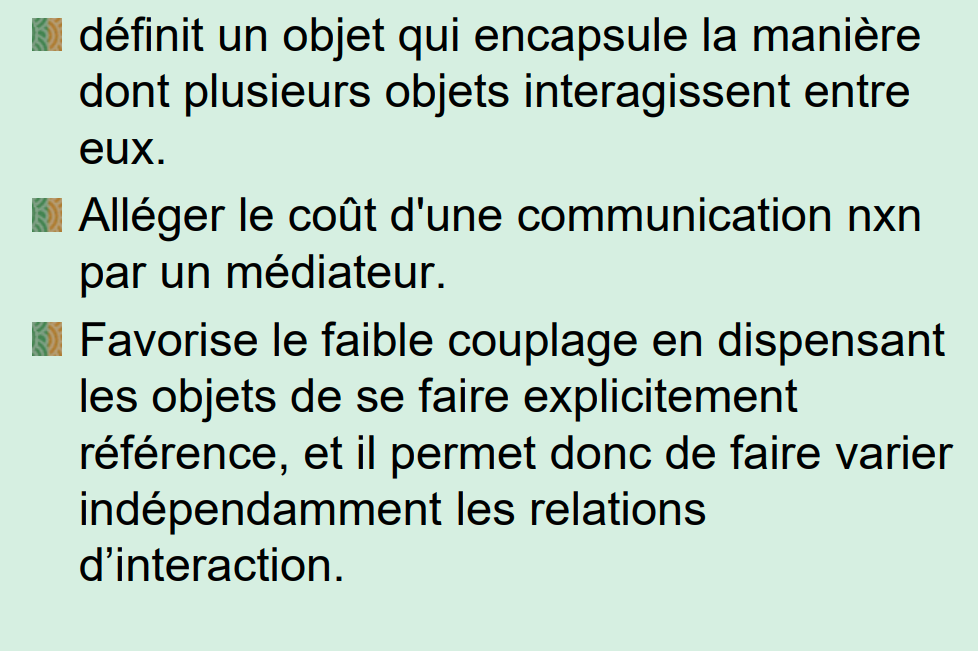 définit un objet qui encapsule la manière
dont plusieurs objets interagissent entre
eux.
Alléger le coût d'une communication nxn
par un médiateur.
Favorise le faible couplage en dispensant
les objets de se faire explicitement
référence, et il permet donc de faire varier
indépendamment les relations
d’interaction.